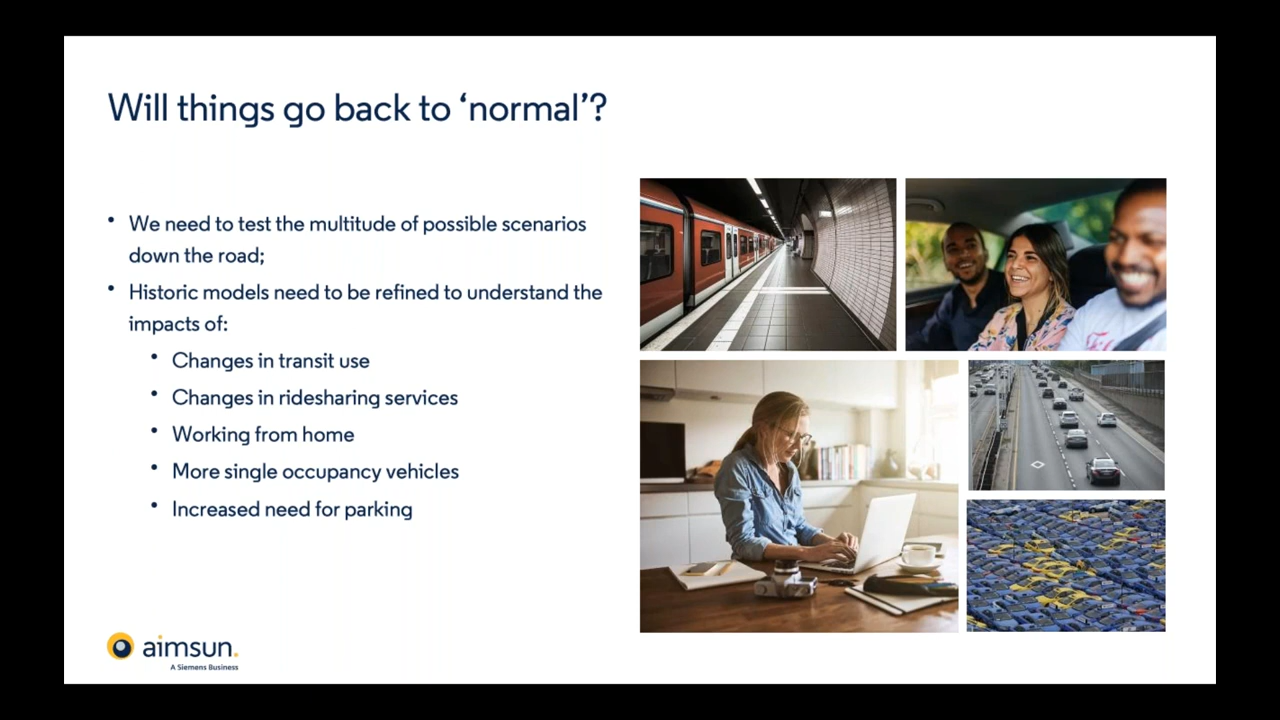 Will things go back to ‘normal’?
• We need to test the multitude of possible scenarios
down the road;
• Historic models need to be refined to understand the
impacts of:
• Changes in transit use
• Changes in ridesharing services
• Working from home
• More single occupancy vehicles
• Increased need for parking
aimsun.
A Siemens Business